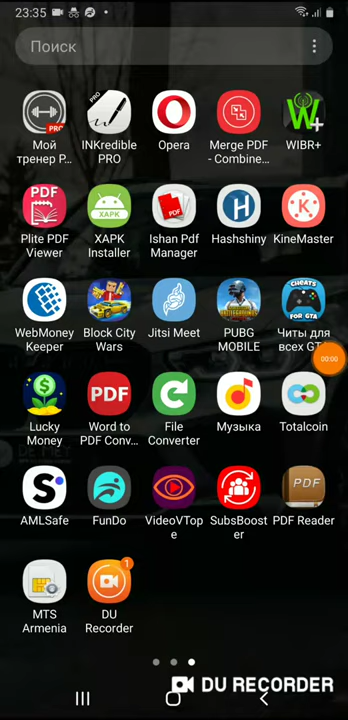 23:35
Поиск
Мой
тренер P...
INKredible
PRO
Opera
Merge PDF
- Combine...
WIBR+
Plite PDF
Viewer
XAPK
Installer
Ishan Pdf
Manager
Hashshiny
KineMaster
WebMoney
Keeper
Block City
Wars
Jitsi Meet
PUBG
MOBILE
Читы для
всех GT
00:00
Lucky
Money
Word to
PDF Conv...
File
Converter
Музыка
Totalcoin
AMLSafe
FunDo
VideoVTop
e
SubsBoost
er
PDF Reader
MTS
Armenia
DU
Recorder
DU RECORDER